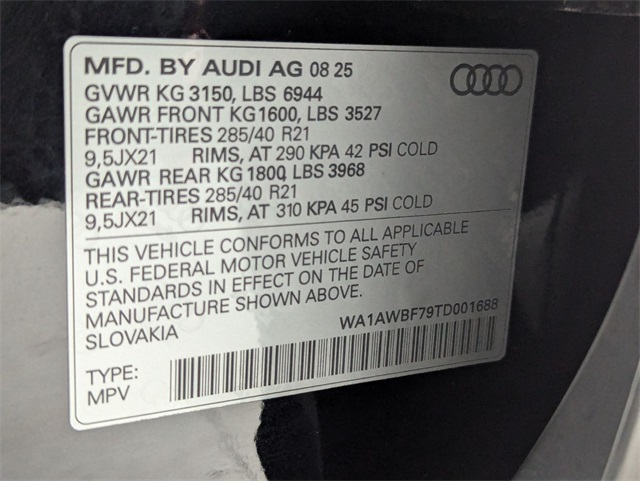 MFD. BY AUDI AG 08 25
GVWR KG 3150, LBS 6944
GAWR FRONT KG 1600, LBS 3527
FRONT-TIRES 285/40 R21
9,5JX21 RIMS, AT 290 KPA 42 PSI COLD
GAWR REAR KG 1800, LBS 3968
REAR-TIRES 285/40 R21
9,5JX21 RIMS, AT 310 KPA 45 PSI COLD
THIS VEHICLE CONFORMS TO ALL APPLICABLE
U.S. FEDERAL MOTOR VEHICLE SAFETY
STANDARDS IN EFFECT ON THE DATE OF
MANUFACTURE SHOWN ABOVE.
SLOVAKIA WA1AWBF79TD001688
TYPE:
MPV